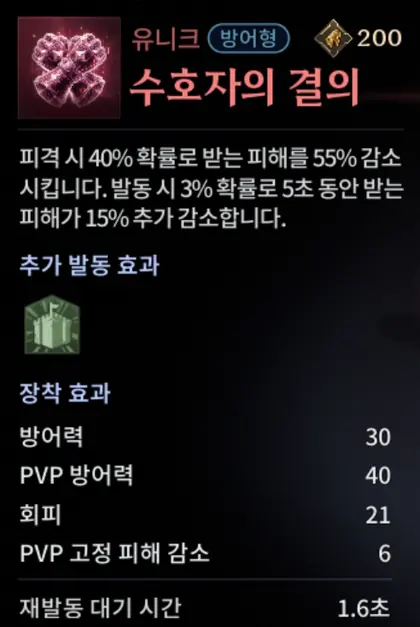 유니크 방어형 200
수호자의 결의
피격 시 40% 확률로 받는 피해를 55% 감소
시킵니다. 발동 시 3% 확률로 5초 동안 받는
피해가 15% 추가 감소합니다.
추가 발동 효과
장착 효과
방어력 30
PVP 방어력 40
회피 21
PVP 고정 피해 감소 6
재발동 대기 시간 1.6초